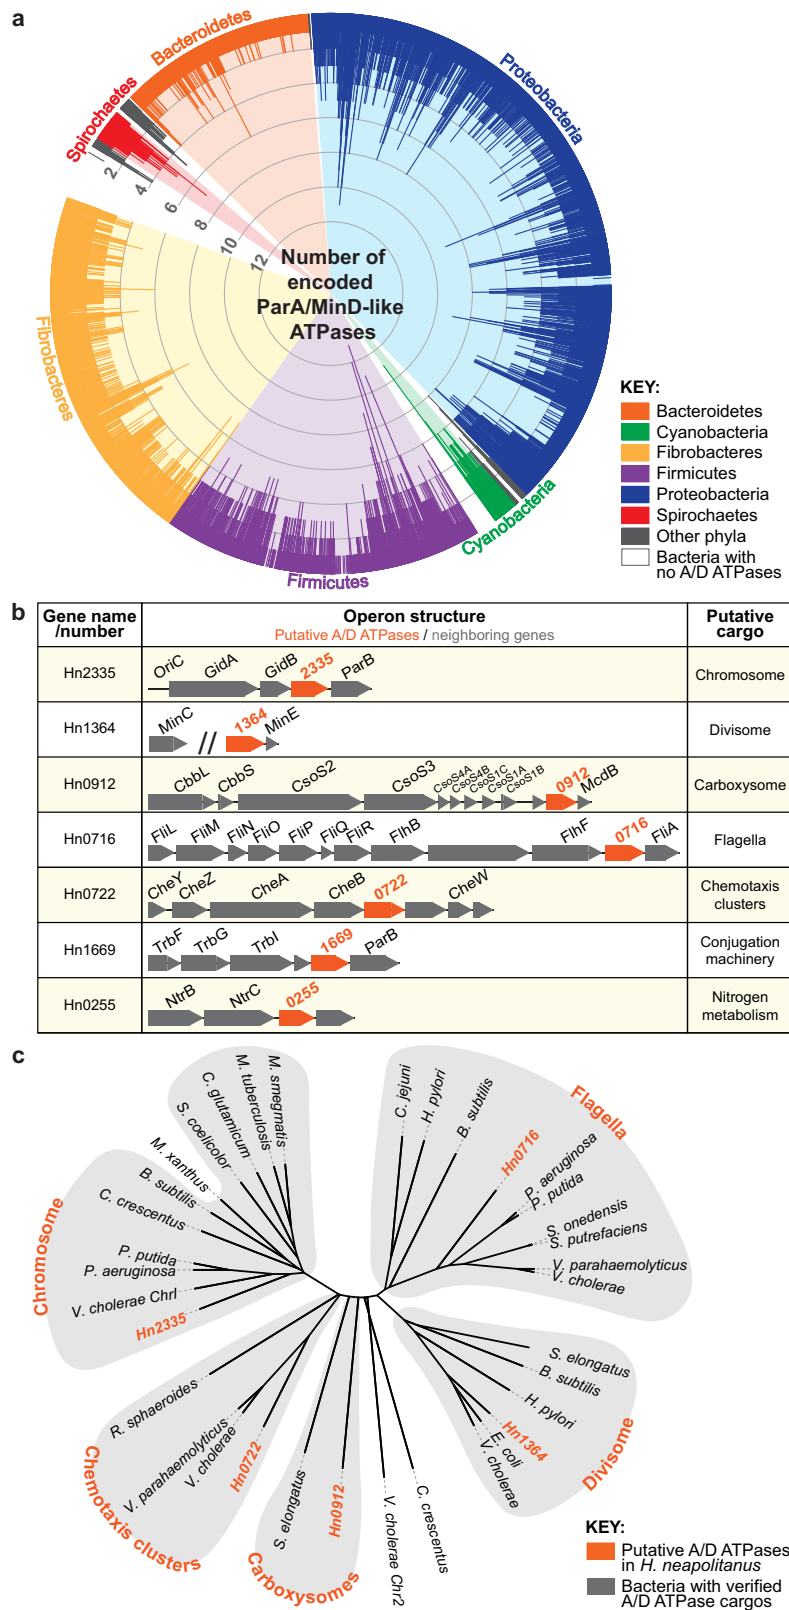 a
Bacteroidetes
Proteobacteria
Spirochaetes
2
4
6
8
10
12
Number of
encoded
ParA/MinD-like
ATPases
Fibrobacteres
Firmicutes
Cyanobacteria
KEY:
Bacteroidetes
Cyanobacteria
Fibrobacteres
Firmicutes
Proteobacteria
Spirochaetes
Other phyla
Bacteria with
no A/D ATPases
b
Gene name
/number
Operon structure
Putative A/D ATPases / neighboring genes
Putative
cargo
Hn2335
OriC GidA GidB 2335 ParB
Chromosome
Hn1364
MinC // 1364 MinE
Divisome
Hn0912
CbbL CbbS CsoS2 CsoS3 CsoS4A CsoS4B CsoS1C CsoS1A CsoS1B 0912 McdB
Carboxysome
Hn0716
FliL FliM FliN FliO FliP FliQ FliR FlhB FlhF 0716 FliA
Flagella
Hn0722
CheY CheZ CheA CheB 0722 CheW
Chemotaxis
clusters
Hn1669
TrbF TrbG TrbI 1669 ParB
Conjugation
machinery
Hn0255
NtrB NtrC 0255
Nitrogen
metabolism
c
Chromosome
M. smegmatis
M. tuberculosis
C. glutamicum
S. coelicolor
M. xanthus
B. subtilis
C. crescentus
P. putida
P. aeruginosa
V. cholerae ChrI
Hn2335
Flagella
C. jejuni
H. pylori
B. subtilis
Hn0716
P. aeruginosa
P. putida
S. onedensis
S. putrefaciens
V. parahaemolyticus
V. cholerae
Divisome
S. elongatus
B. subtilis
H. pylori
Hn1364
E. coli
V. cholerae
C. crescentus
V. cholerae Chr2
Carboxysomes
Hn0912
S. elongatus
Chemotaxis clusters
Hn0722
V. cholerae
V. parahaemolyticus
R. sphaeroides
KEY:
Putative A/D ATPases
in H. neapolitanus
Bacteria with verified
A/D ATPase cargos